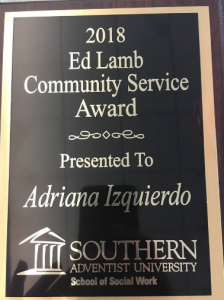 2018
Ed Lamb
Community Service
Award
Presented To
Adriana Izquierdo
SOUTHERN
ADVENTIST UNIVERSITY
School of Social Work